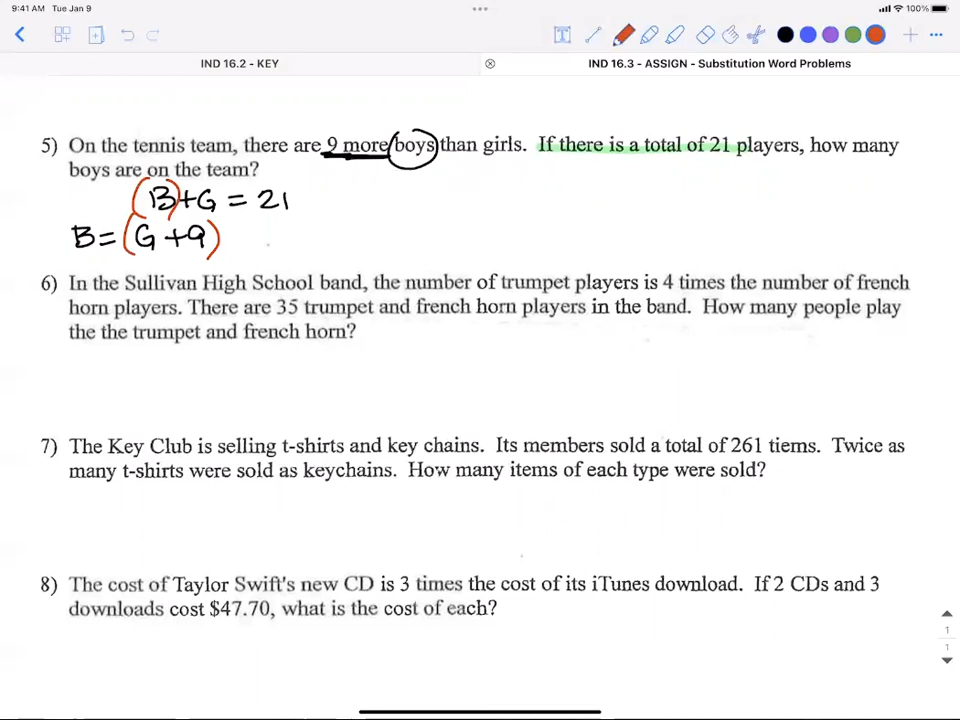 9:41 AM Tue Jan 9
100%
IND 16.2 - KEY
IND 16.3 - ASSIGN - Substitution Word Problems
5) On the tennis team, there are 9 more boys than girls. If there is a total of 21 players, how many
boys are on the team?
(B)+G = 21
B= (G +9)
6) In the Sullivan High School band, the number of trumpet players is 4 times the number of french
horn players. There are 35 trumpet and french horn players in the band. How many people play
the the trumpet and french horn?
7) The Key Club is selling t-shirts and key chains. Its members sold a total of 261 tiems. Twice as
many t-shirts were sold as keychains. How many items of each type were sold?
8) The cost of Taylor Swift's new CD is 3 times the cost of its iTunes download. If 2 CDs and 3
downloads cost $47.70, what is the cost of each?
1
1